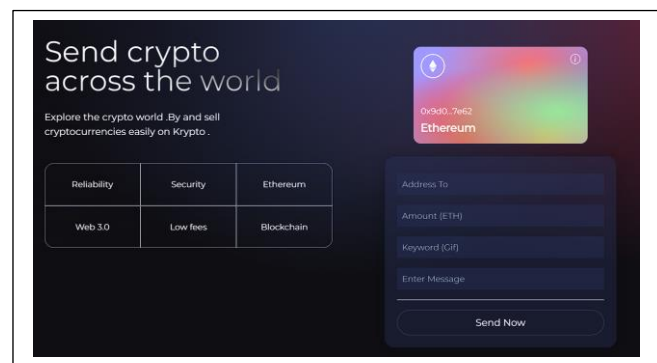 Send crypto
across the world
Explore the crypto world .By and sell
cryptocurrencies easily on Krypto .
Reliability
Security
Ethereum
Web 3.0
Low fees
Blockchain
0x9d0...7e62
Ethereum
Address To
Amount (ETH)
Keyword (Gif)
Enter Message
Send Now